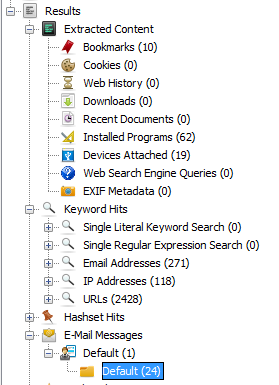 Results
Extracted Content
Bookmarks (10)
Cookies (0)
Web History (0)
Downloads (0)
Recent Documents (0)
Installed Programs (62)
Devices Attached (19)
Web Search Engine Queries (0)
EXIF Metadata (0)
Keyword Hits
Single Literal Keyword Search (0)
Single Regular Expression Search (0)
Email Addresses (271)
IP Addresses (118)
URLs (2428)
Hashset Hits
E-Mail Messages
Default (1)
Default (24)